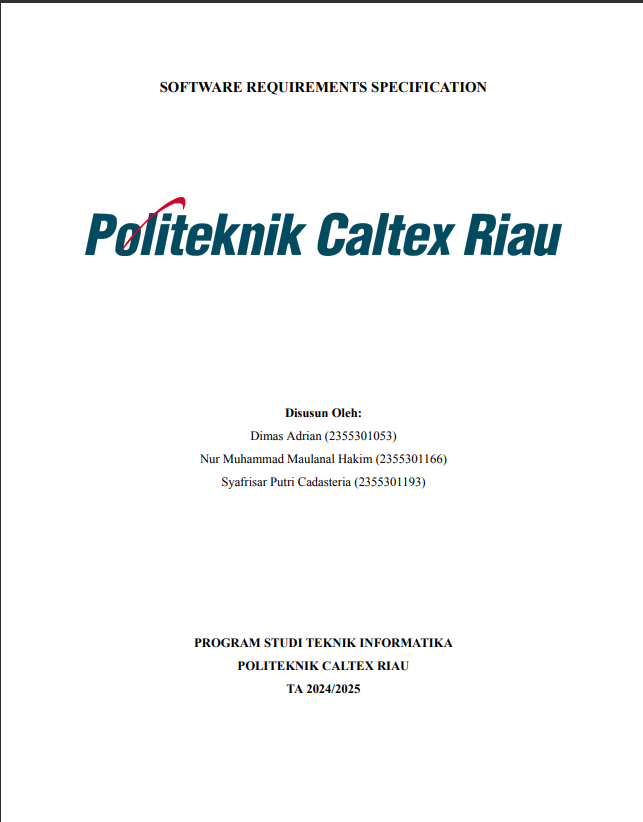 SOFTWARE REQUIREMENTS SPECIFICATION
Politeknik Caltex Riau
Disusun Oleh:
Dimas Adrian (2355301053)
Nur Muhammad Maulanal Hakim (2355301166)
Syafrisar Putri Cadasteria (2355301193)
PROGRAM STUDI TEKNIK INFORMATIKA
POLITEKNIK CALTEX RIAU
TA 2024/2025